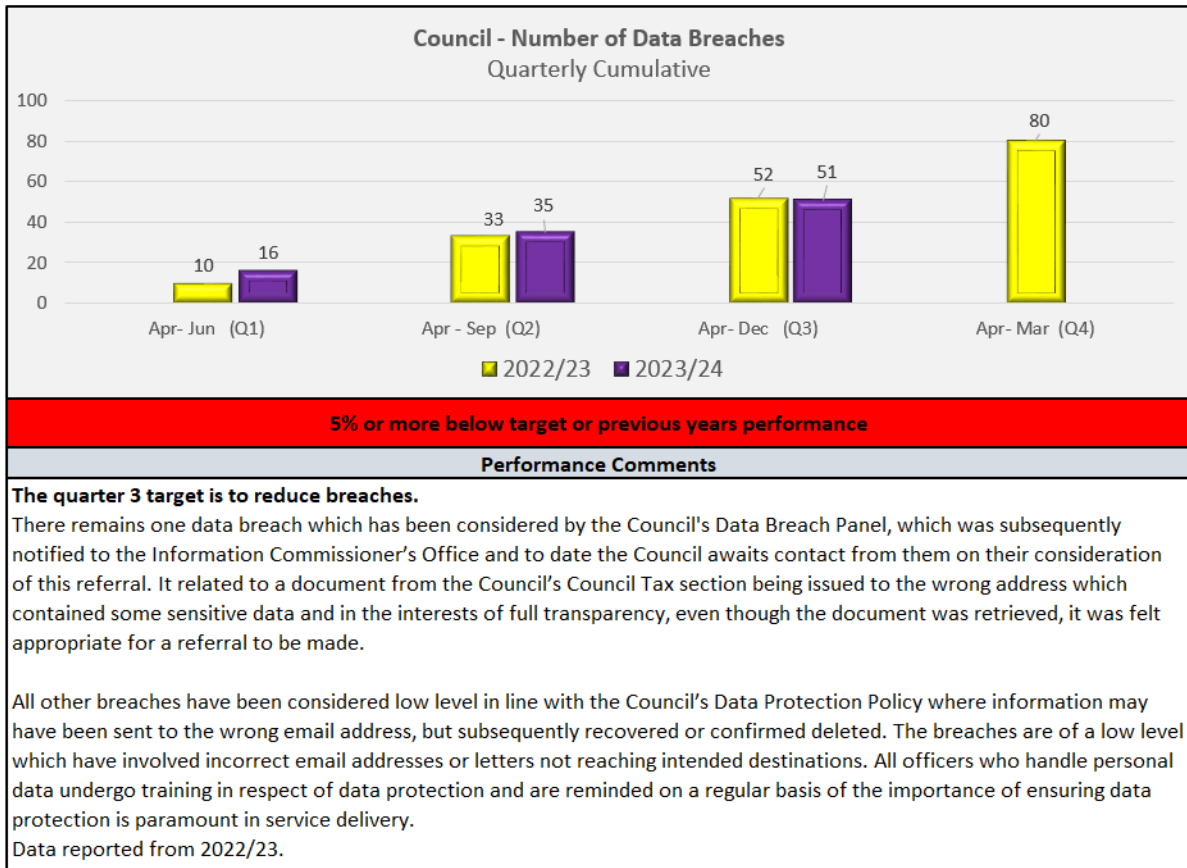 Council - Number of Data Breaches
Quarterly Cumulative
100
80
60
40
20
0
10
16
33
35
52
51
80
Apr- Jun (Q1)
Apr - Sep (Q2)
Apr- Dec (Q3)
Apr- Mar (Q4)
2022/23
2023/24
5% or more below target or previous years performance
Performance Comments
The quarter 3 target is to reduce breaches.
There remains one data breach which has been considered by the Council's Data Breach Panel, which was subsequently
notified to the Information Commissioner’s Office and to date the Council awaits contact from them on their consideration
of this referral. It related to a document from the Council’s Council Tax section being issued to the wrong address which
contained some sensitive data and in the interests of full transparency, even though the document was retrieved, it was felt
appropriate for a referral to be made.
All other breaches have been considered low level in line with the Council’s Data Protection Policy where information may
have been sent to the wrong email address, but subsequently recovered or confirmed deleted. The breaches are of a low level
which have involved incorrect email addresses or letters not reaching intended destinations. All officers who handle personal
data undergo training in respect of data protection and are reminded on a regular basis of the importance of ensuring data
protection is paramount in service delivery.
Data reported from 2022/23.